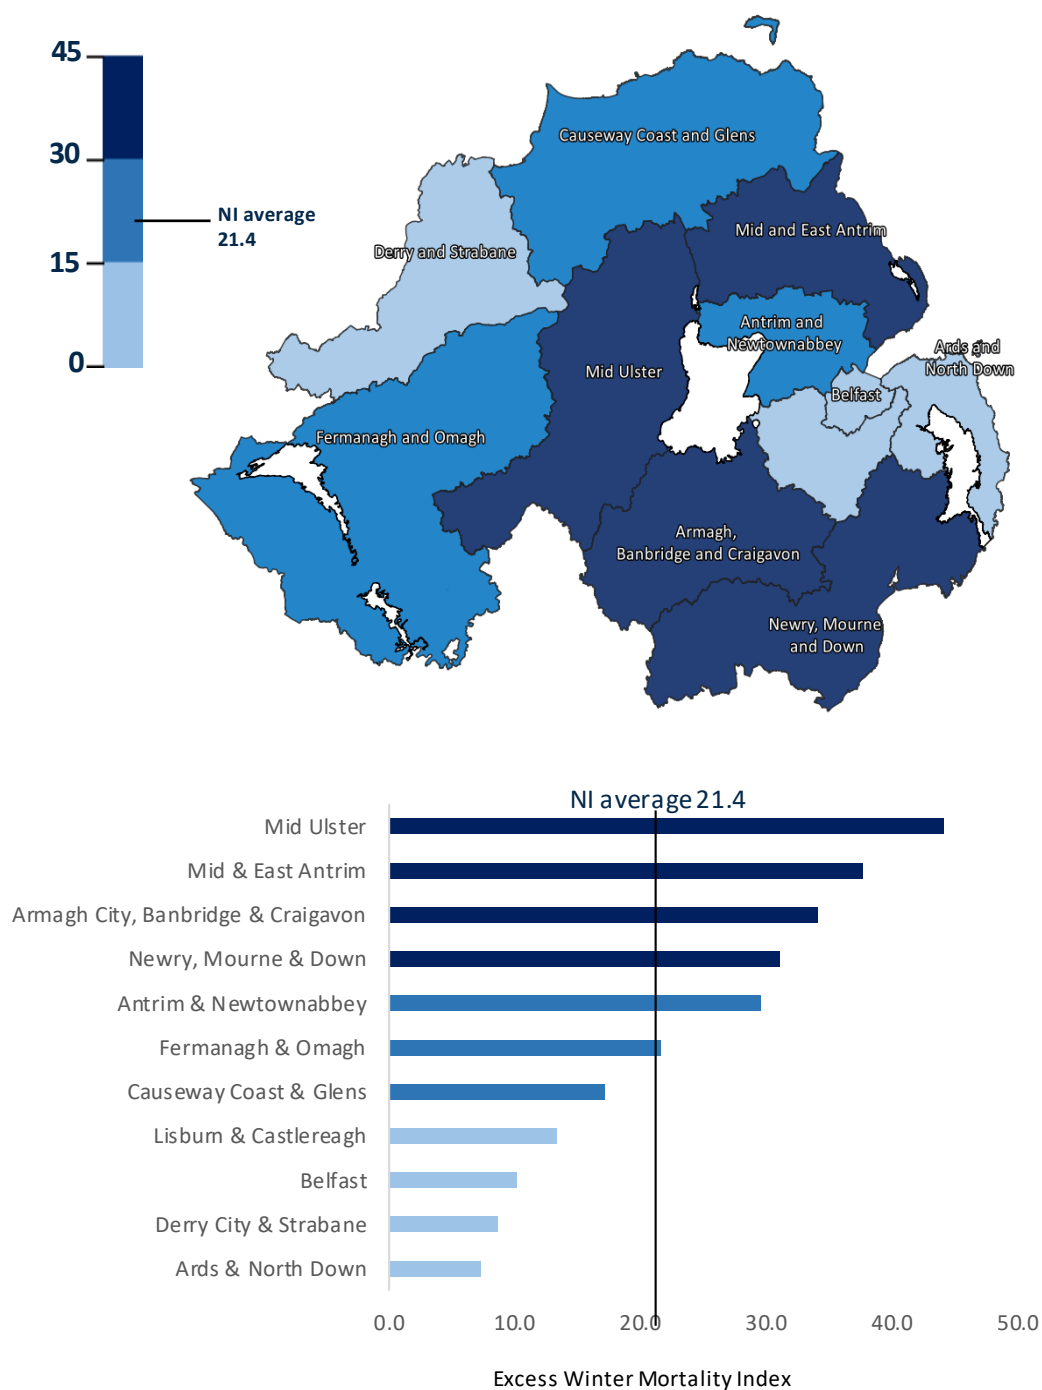 45
30
15
0
NI average
21.4
Causeway Coast and Glens
Derry and Strabane
Mid and East Antrim
Antrim and
Newtownabbey
Ards and
North Down
Mid Ulster
Belfast
Fermanagh and Omagh
Armagh,
Banbridge and Craigavon
Newry, Mourne
and Down
NI average 21.4
Mid Ulster
Mid & East Antrim
Armagh City, Banbridge & Craigavon
Newry, Mourne & Down
Antrim & Newtownabbey
Fermanagh & Omagh
Causeway Coast & Glens
Lisburn & Castlereagh
Belfast
Derry City & Strabane
Ards & North Down
0.0 10.0 20.0 30.0 40.0 50.0
Excess Winter Mortality Index